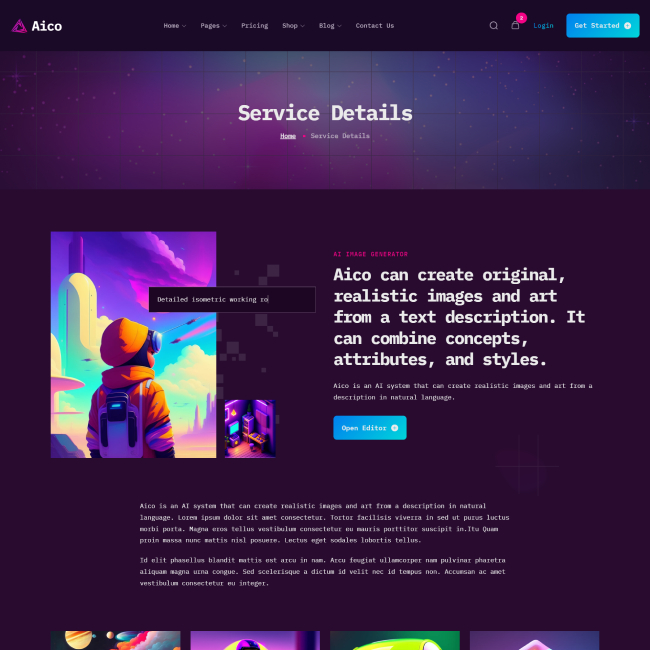 Aico
Home Pages Pricing Shop Blog Contact Us
2
Login
Get Started
Service Details
Home Service Details
Detailed isometric working ro
AI IMAGE GENERATOR
Aico can create original,
realistic images and art
from a text description. It
can combine concepts,
attributes, and styles.
Aico is an AI system that can create realistic images and art from a
description in natural language.
Open Editor
Aico is an AI system that can create realistic images and art from a description in natural
language. Lorem ipsum dolor sit amet consectetur. Tortor facilisis viverra in sed ut purus luctus
morbi porta. Magna eros tellus vestibulum consectetur eu mauris porttitor suscipit in.Itu Quam
proin massa nunc mattis nisl posuere. Lectus eget sodales lobortis tellus.
Id elit phasellus blandit mattis est arcu in nam. Arcu feugiat ullamcorper nam pulvinar pharetra
aliquam magna urna congue. Sed scelerisque a dictum id velit nec id tempus non. Accumsan ac amet
vestibulum consectetur eu integer.